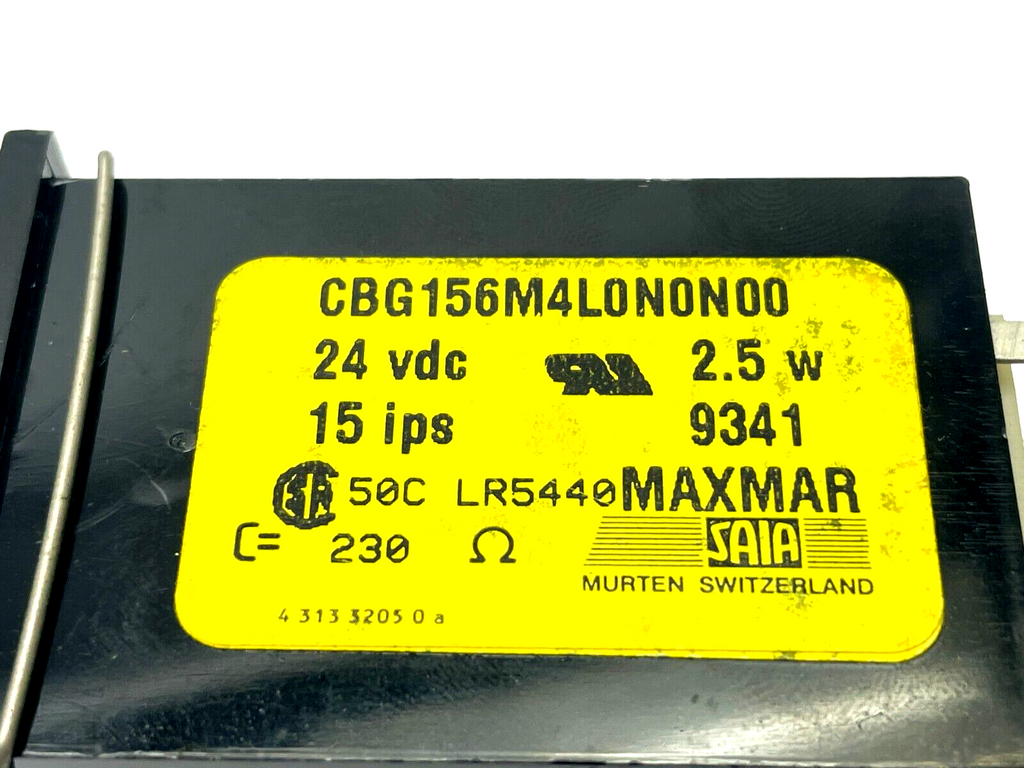 CBG156M4L0N0N00
24 vdc 2.5 w
15 ips 9341
50C LR5440 MAXMAR
C= 230 Ω SAIA
MURTEN SWITZERLAND
4 313 3205 0 a